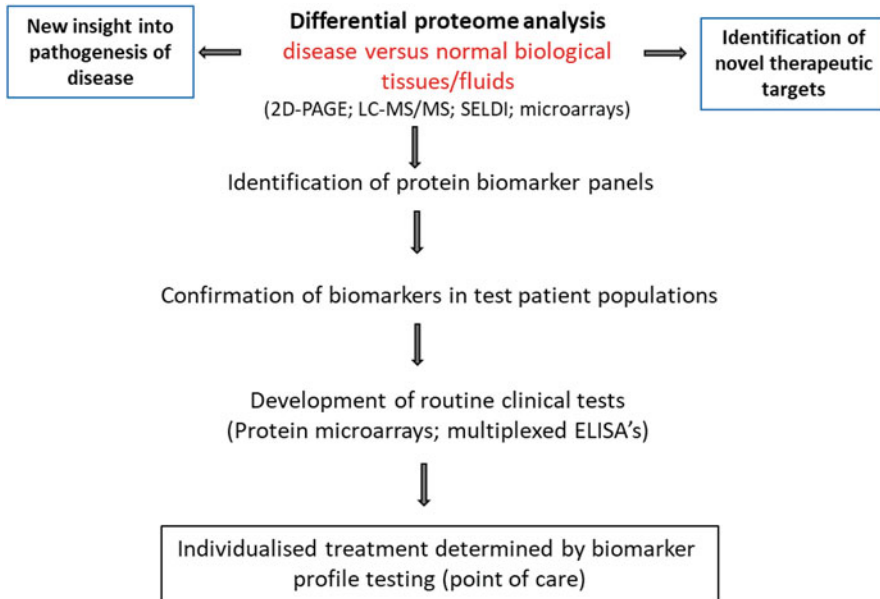 New insight into
pathogenesis of
disease
Differential proteome analysis
disease versus normal biological
tissues/fluids
(2D-PAGE; LC-MS/MS; SELDI; microarrays)
Identification of
novel therapeutic
targets
Identification of protein biomarker panels
Confirmation of biomarkers in test patient populations
Development of routine clinical tests
(Protein microarrays; multiplexed ELISA’s)
Individualised treatment determined by biomarker
profile testing (point of care)